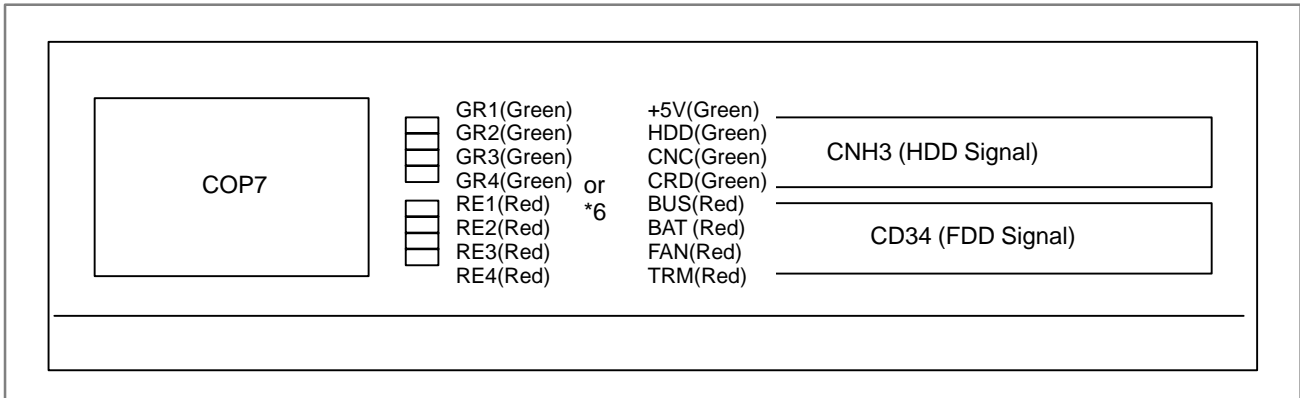 COP7
GR1(Green)
GR2(Green)
GR3(Green)
GR4(Green)
RE1(Red)
RE2(Red)
RE3(Red)
RE4(Red)
or
*6
+5V(Green)
HDD(Green)
CNC(Green)
CRD(Green)
BUS(Red)
BAT (Red)
FAN(Red)
TRM(Red)
CNH3 (HDD Signal)
CD34 (FDD Signal)